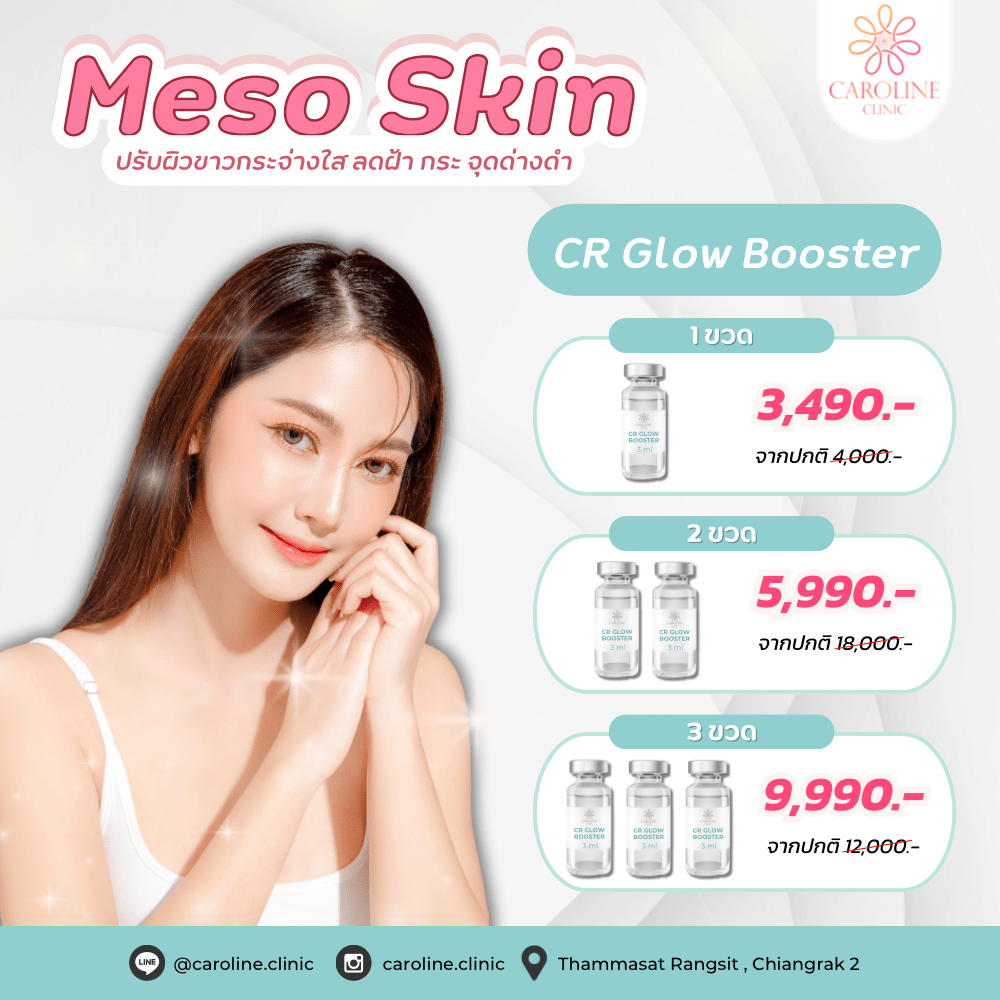 Meso Skin
ปรับผิวขาวกระจ่างใส ลดฝ้า กระ จุดด่างดำ
CAROLINE
CLINIC
CR Glow Booster
1 ขวด
CR GLOW
BOOSTER
3 ml
3,490.-
จากปกติ 4,000.-
2 ขวด
CR GLOW
BOOSTER
3 ml
CR GLOW
BOOSTER
3 ml
5,990.-
จากปกติ 18,000.-
3 ขวด
CR GLOW
BOOSTER
3 ml
CR GLOW
BOOSTER
3 ml
CR GLOW
BOOSTER
3 ml
9,990.-
จากปกติ 12,000.-
LINE @caroline.clinic caroline.clinic Thammasat Rangsit , Chiangrak 2